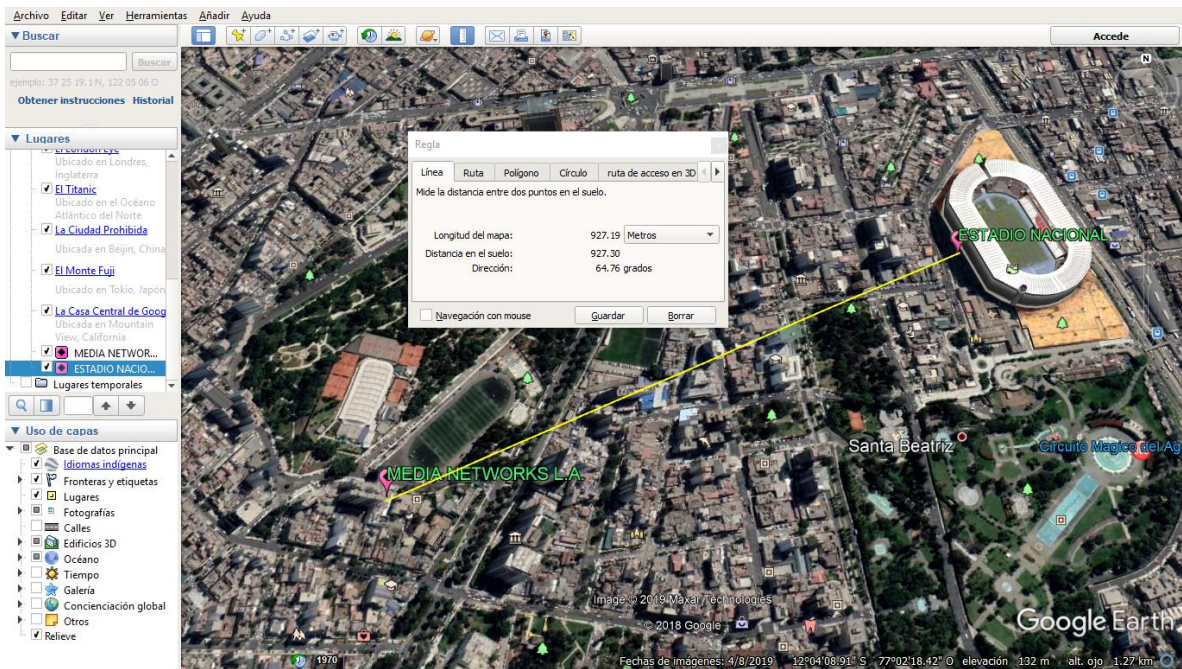 Archivo Editar Ver Herramientas Añadir Ayuda
Buscar
Buscar
ejemplo: 37 25 19.1 N, 122 05 06 O
Obtener instrucciones Historial
Lugares
El London Eye
Ubicado en Londres,
Inglaterra
El Titanic
Ubicado en el Océano
Atlántico del Norte
La Ciudad Prohibida
Ubicada en Beijin, China
El Monte Fuji
Ubicado en Tokio, Japón
La Casa Central de Goog
Ubicada en Mountain
View, California
MEDIA NETWOR...
ESTADIO NACIO...
Lugares temporales
Uso de capas
Base de datos principal
Idiomas indígenas
Fronteras y etiquetas
Lugares
Fotografías
Calles
Edificios 3D
Océano
Tiempo
Galería
Concienciación global
Otros
Relieve
Accede
N
Regla
Línea Ruta Polígono Círculo ruta de acceso en 3D
Mide la distancia entre dos puntos en el suelo.
Longitud del mapa: 927.19 Metros
Distancia en el suelo: 927.30
Dirección: 64.76 grados
Navegación con mouse Guardar Borrar
ESTADIO NACIONAL
MEDIA NETWORKS L.A.
Santa Beatriz
Circuito Magico del Ag
Image © 2019 Maxar Technologies
© 2018 Google
Google Earth
1970
Fechas de imágenes: 4/8/2019 12°04'08.91" S 77°02'18.42" O elevación 132 m alt. ojo 1.27 km